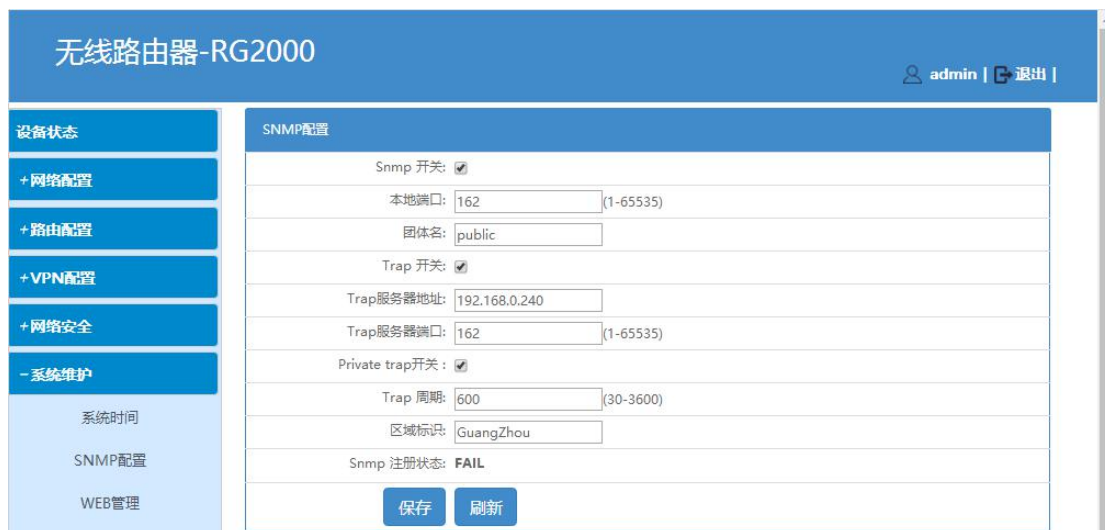 无线路由器-RG2000
admin | 退出 |
设备状态
+网络配置
+路由配置
+VPN配置
+网络安全
-系统维护
系统时间
SNMP配置
WEB管理
SNMP配置
Snmp 开关:
本地端口: 162 (1-65535)
团体名: public
Trap 开关:
Trap服务器地址: 192.168.0.240
Trap服务器端口: 162 (1-65535)
Private trap开关 :
Trap 周期: 600 (30-3600)
区域标识: GuangZhou
Snmp 注册状态: FAIL
保存 刷新